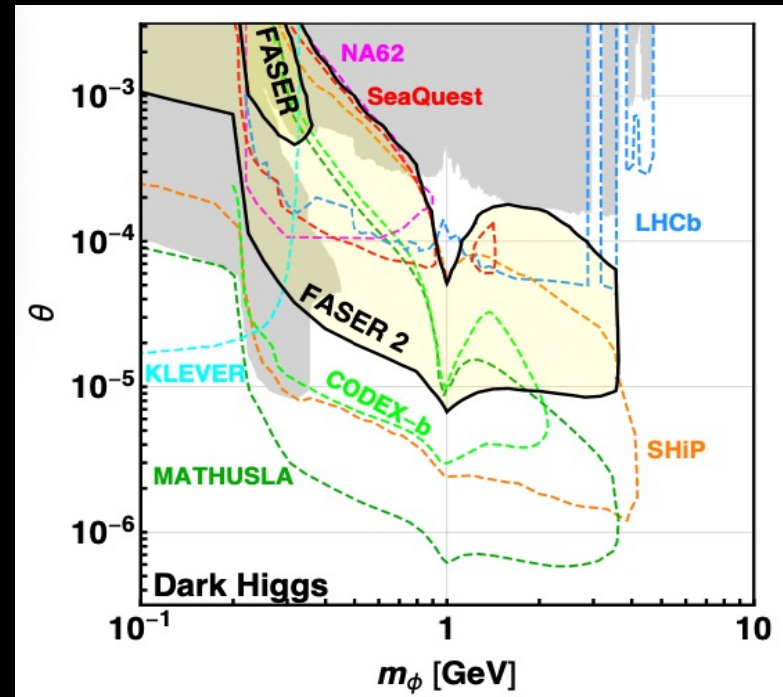 NA62
FASER
SeaQuest
10⁻³
10⁻⁴
LHCb
θ
FASER 2
KLEVER
10⁻⁵
CODEX-b
SHiP
MATHUSLA
10⁻⁶
Dark Higgs
10⁻¹ 1 10
m_ϕ [GeV]